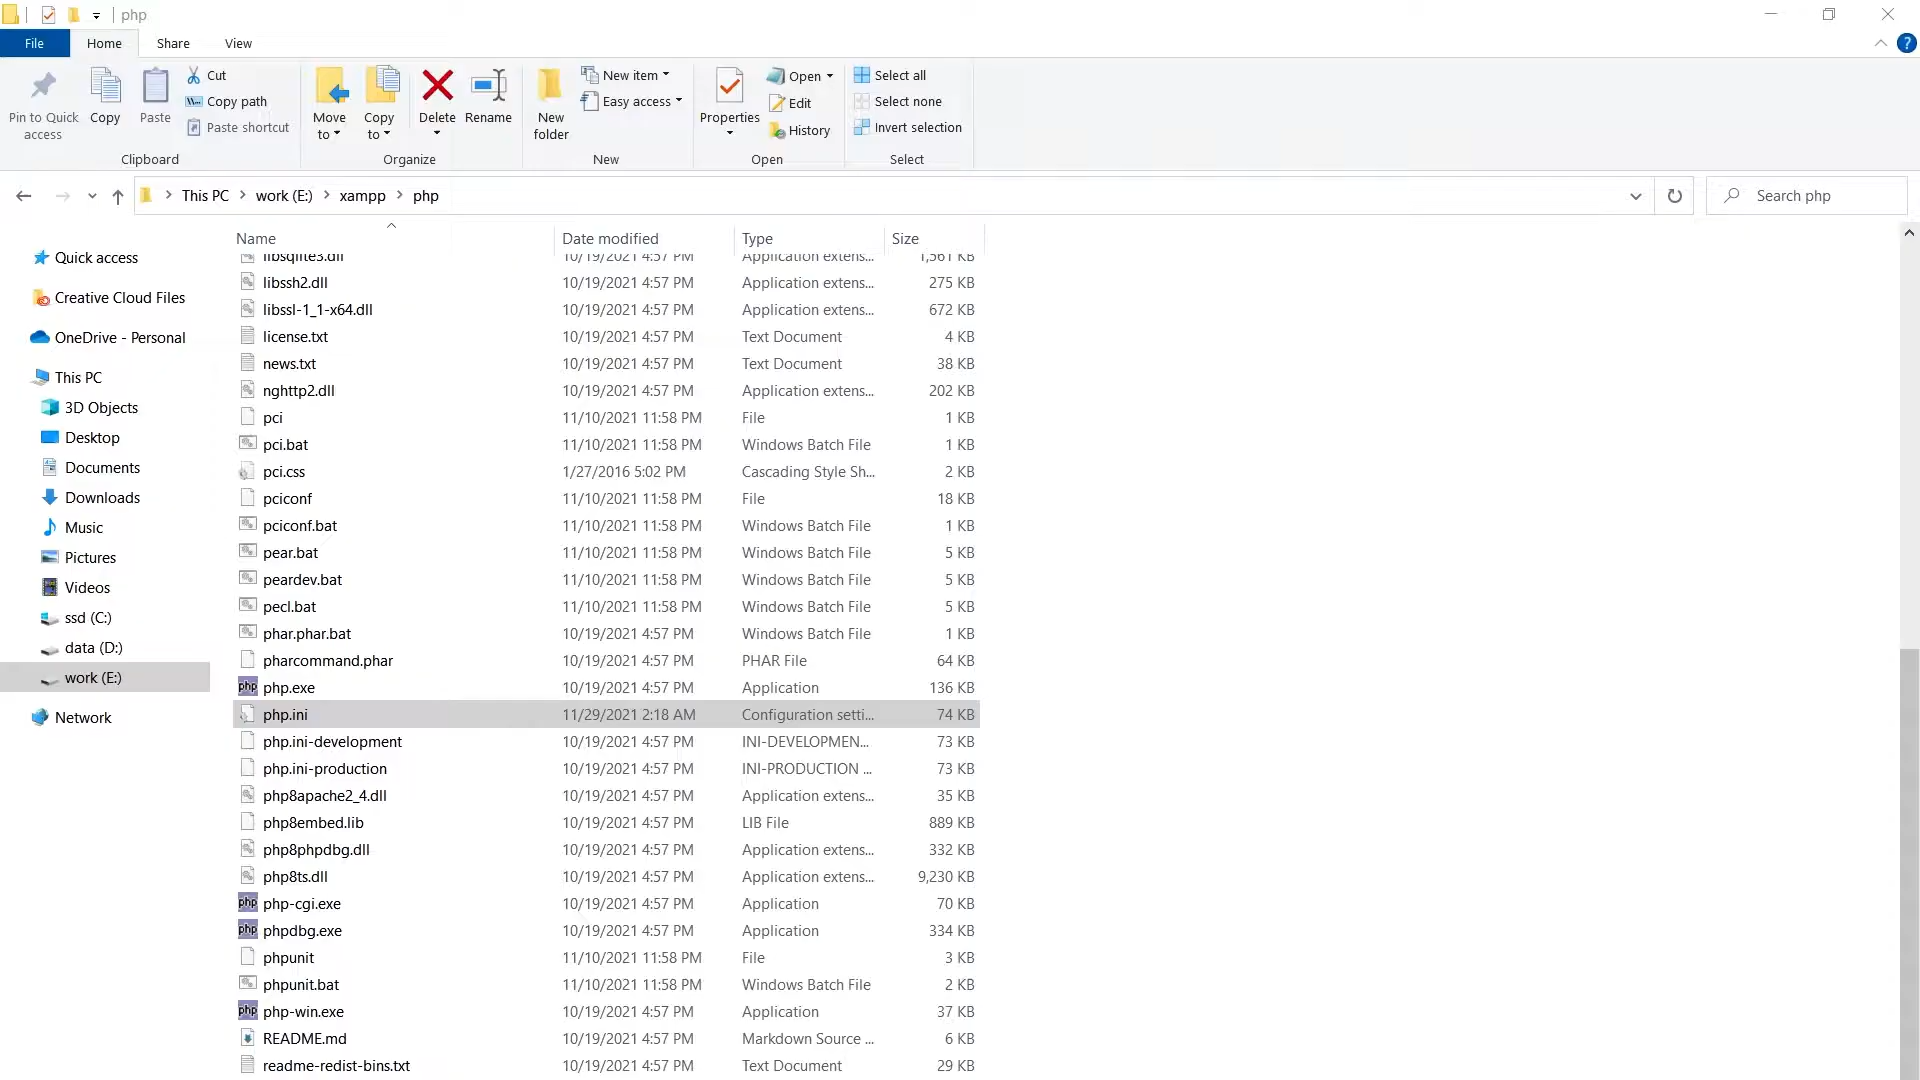 php
File Home Share View
Pin to Quick access
Copy
Paste
Cut
Copy path
Paste shortcut
Clipboard
Move to
Copy to
Delete
Rename
Organize
New folder
New item
Easy access
New
Properties
Open
Edit
History
Open
Select all
Select none
Invert selection
Select
This PC > work (E:) > xampp > php
Search php
Quick access
Creative Cloud Files
OneDrive - Personal
This PC
3D Objects
Desktop
Documents
Downloads
Music
Pictures
Videos
ssd (C:)
data (D:)
work (E:)
Network
Name Date modified Type Size
libsqlite3.dll 10/19/2021 4:57 PM Application extens... 1,561 KB
libssh2.dll 10/19/2021 4:57 PM Application extens... 275 KB
libssl-1_1-x64.dll 10/19/2021 4:57 PM Application extens... 672 KB
license.txt 10/19/2021 4:57 PM Text Document 4 KB
news.txt 10/19/2021 4:57 PM Text Document 38 KB
nghttp2.dll 10/19/2021 4:57 PM Application extens... 202 KB
pci 11/10/2021 11:58 PM File 1 KB
pci.bat 11/10/2021 11:58 PM Windows Batch File 1 KB
pci.css 1/27/2016 5:02 PM Cascading Style Sh... 2 KB
pciconf 11/10/2021 11:58 PM File 18 KB
pciconf.bat 11/10/2021 11:58 PM Windows Batch File 1 KB
pear.bat 11/10/2021 11:58 PM Windows Batch File 5 KB
peardev.bat 11/10/2021 11:58 PM Windows Batch File 5 KB
pecl.bat 11/10/2021 11:58 PM Windows Batch File 5 KB
phar.phar.bat 10/19/2021 4:57 PM Windows Batch File 1 KB
pharcommand.phar 10/19/2021 4:57 PM PHAR File 64 KB
php.exe 10/19/2021 4:57 PM Application 136 KB
php.ini 11/29/2021 2:18 AM Configuration setti... 74 KB
php.ini-development 10/19/2021 4:57 PM INI-DEVELOPMEN... 73 KB
php.ini-production 10/19/2021 4:57 PM INI-PRODUCTION ... 73 KB
php8apache2_4.dll 10/19/2021 4:57 PM Application extens... 35 KB
php8embed.lib 10/19/2021 4:57 PM LIB File 889 KB
php8phpdbg.dll 10/19/2021 4:57 PM Application extens... 332 KB
php8ts.dll 10/19/2021 4:57 PM Application extens... 9,230 KB
php-cgi.exe 10/19/2021 4:57 PM Application 70 KB
phpdbg.exe 10/19/2021 4:57 PM Application 334 KB
phpunit 11/10/2021 11:58 PM File 3 KB
phpunit.bat 11/10/2021 11:58 PM Windows Batch File 2 KB
php-win.exe 10/19/2021 4:57 PM Application 37 KB
README.md 10/19/2021 4:57 PM Markdown Source ... 6 KB
readme-redist-bins.txt 10/19/2021 4:57 PM Text Document 29 KB